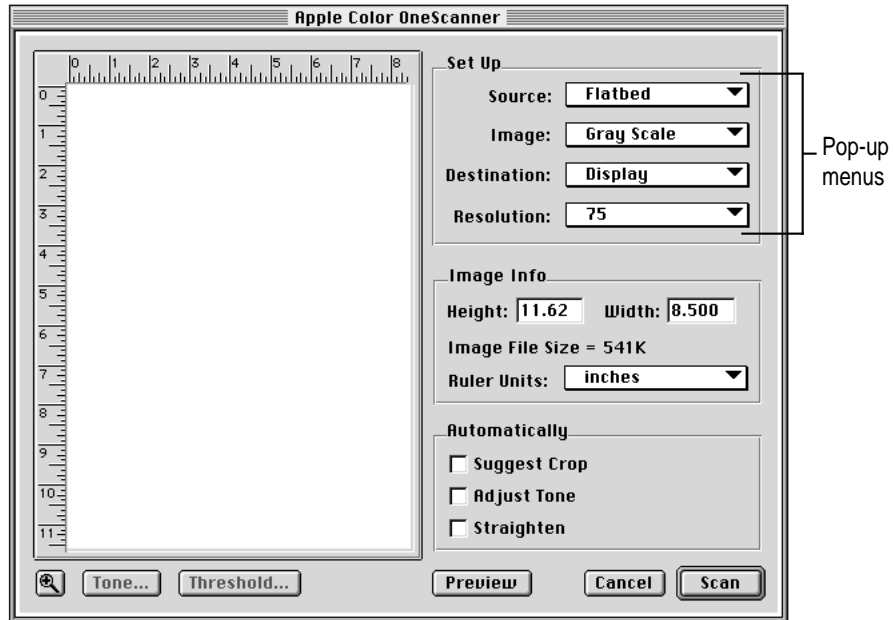 Apple Color OneScanner
0 1 2 3 4 5 6 7 8
0
1
2
3
4
5
6
7
8
9
10
11
Set Up
Source: Flatbed
Image: Gray Scale
Destination: Display
Resolution: 75
Pop-up
menus
Image Info
Height: 11.62 Width: 8.500
Image File Size = 541K
Ruler Units: inches
Automatically
Suggest Crop
Adjust Tone
Straighten
Tone... Threshold... Preview Cancel Scan